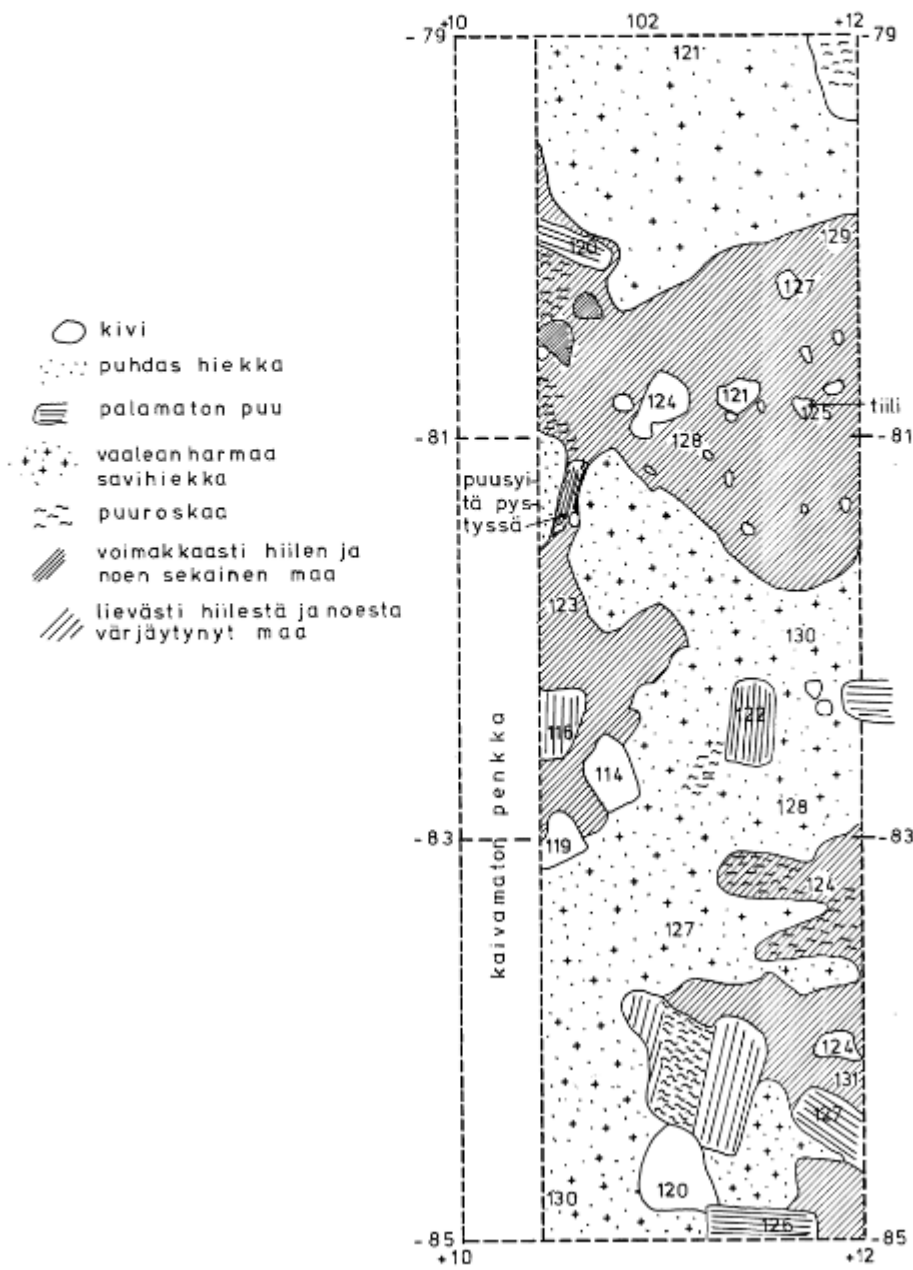 +10 102 +12
-79 -79
121
129
120
127
kivi
puhdas hiekka
palamaton puu
124 121 125 tiili
-81 128 -81
vaaleanharmaa
savihiekka
puusyi
tä pys
tyssä
puuroskaa
voimakkaasti hiilen ja
noen sekainen maa
lievästi hiilestä ja noesta
värjäytynyt maa
123
130
116 122
114
128
119
-83 -83
kaivamaton penkka
124
127
124
131
127
130 120
126
-85 -85
+10 +12